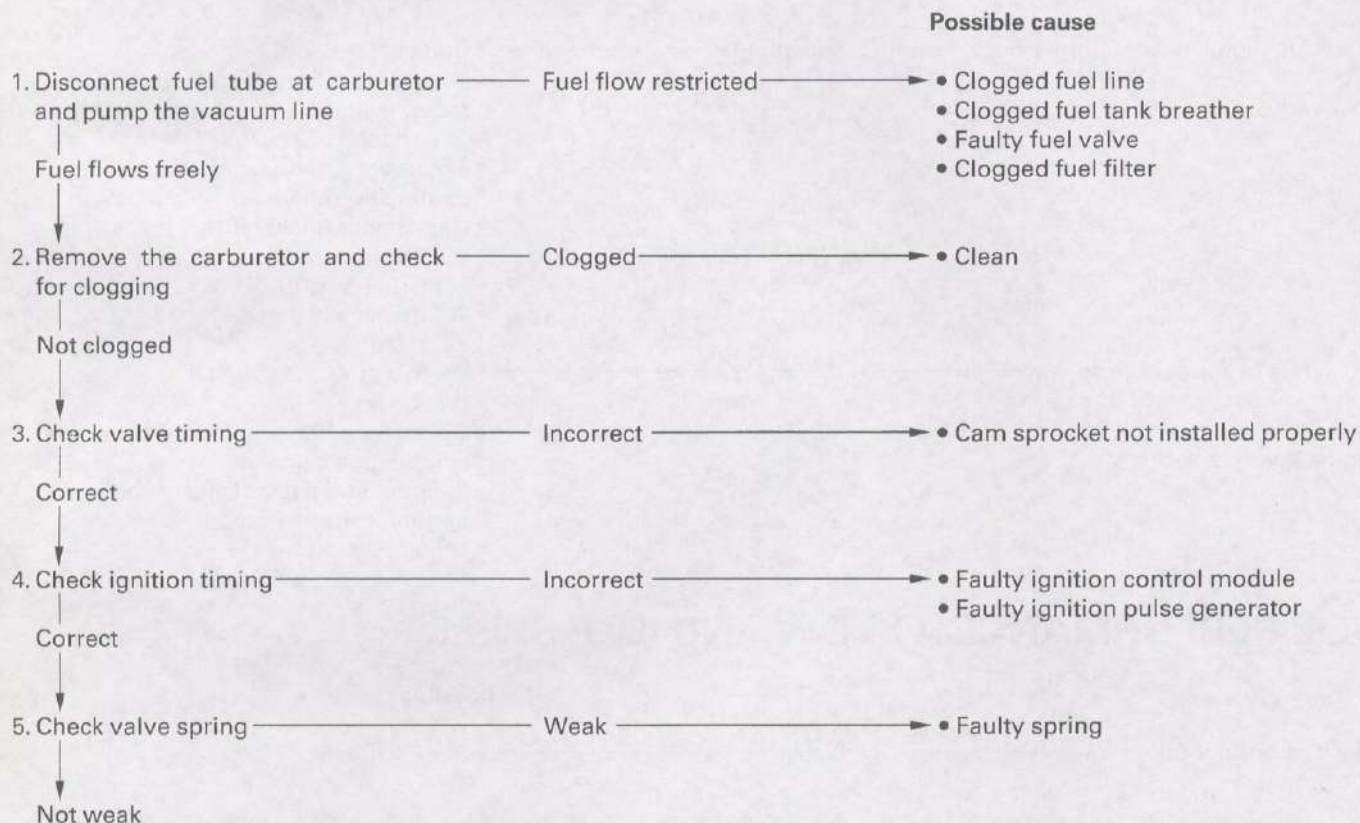 Possible cause
1. Disconnect fuel tube at carburetor Fuel flow restricted • Clogged fuel line
and pump the vacuum line • Clogged fuel tank breather
• Faulty fuel valve
Fuel flows freely • Clogged fuel filter
2. Remove the carburetor and check Clogged • Clean
for clogging
Not clogged
3. Check valve timing Incorrect • Cam sprocket not installed properly
Correct
4. Check ignition timing Incorrect • Faulty ignition control module
• Faulty ignition pulse generator
Correct
5. Check valve spring Weak • Faulty spring
Not weak